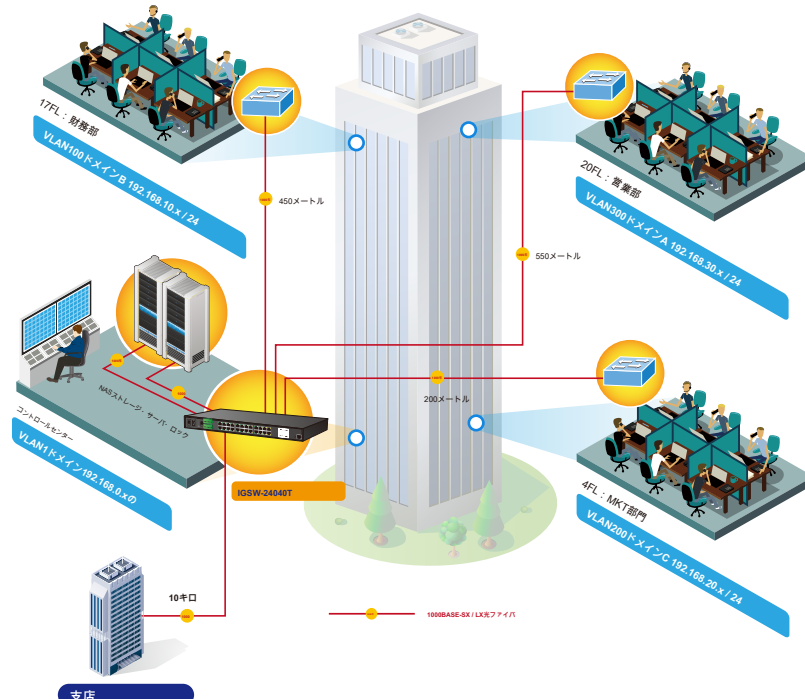 17FL：財務部
VLAN100ドメインB 192.168.10.x / 24
450メートル
20FL：営業部
VLAN300ドメインA 192.168.30.x / 24
550メートル
NASストレージ・サーバ・ロック
コントロールセンター
VLAN1ドメイン192.168.0.xの
200メートル
IGSW-24040T
4FL：MKT部門
VLAN200ドメインC 192.168.20.x / 24
10キロ
1000BASE-SX / LX光ファイバ
支店